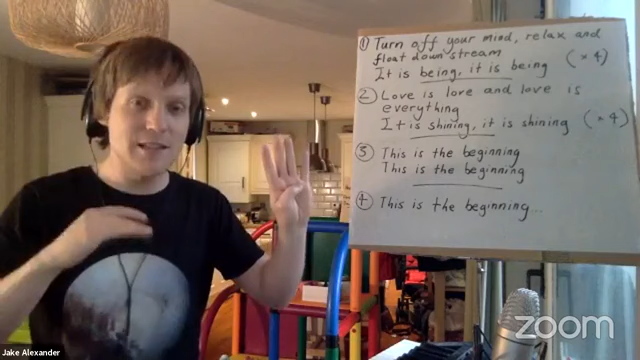 ① Turn off your mind, relax and
float down stream
It is being, it is being (×4)
② Love is love and love is
everything
It is shining, it is shining (×4)
③ This is the beginning
This is the beginning
④ This is the beginning...
Jake Alexander
zoom